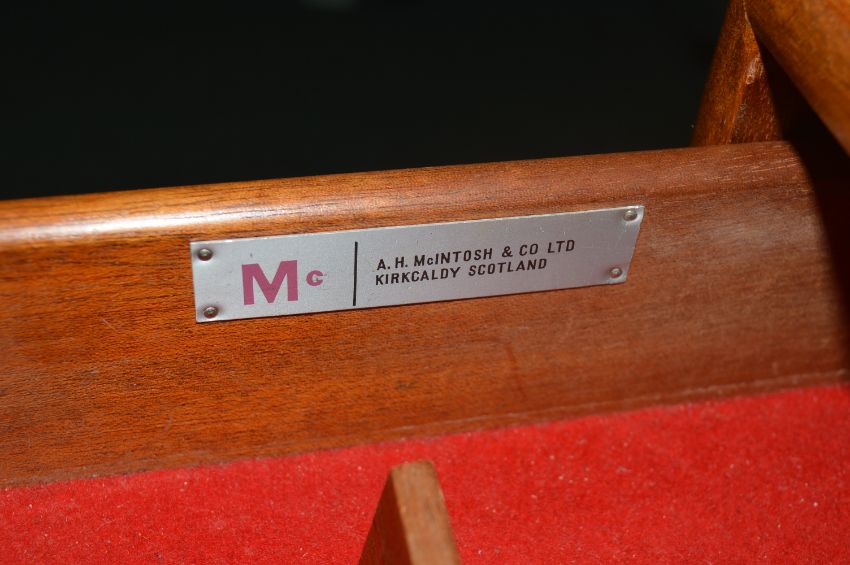 Mc
A. H. McINTOSH & CO LTD
KIRKCALDY SCOTLAND